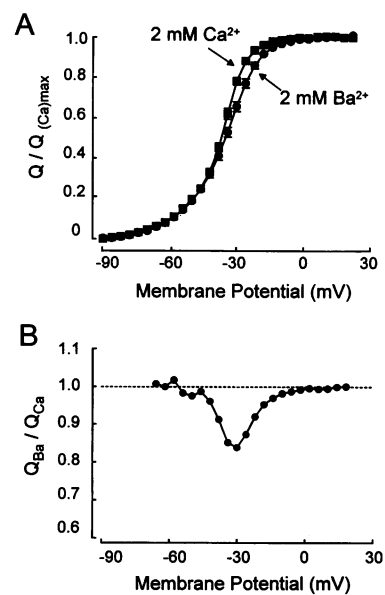 A
2 mM Ca²⁺
2 mM Ba²⁺
Q / Q (Ca)max
1.0
0.8
0.6
0.4
0.2
0
-90 -60 -30 0 30
Membrane Potential (mV)
B
Q Ba / Q Ca
1.1
1.0
0.9
0.8
0.7
0.6
-90 -60 -30 0 30
Membrane Potential (mV)